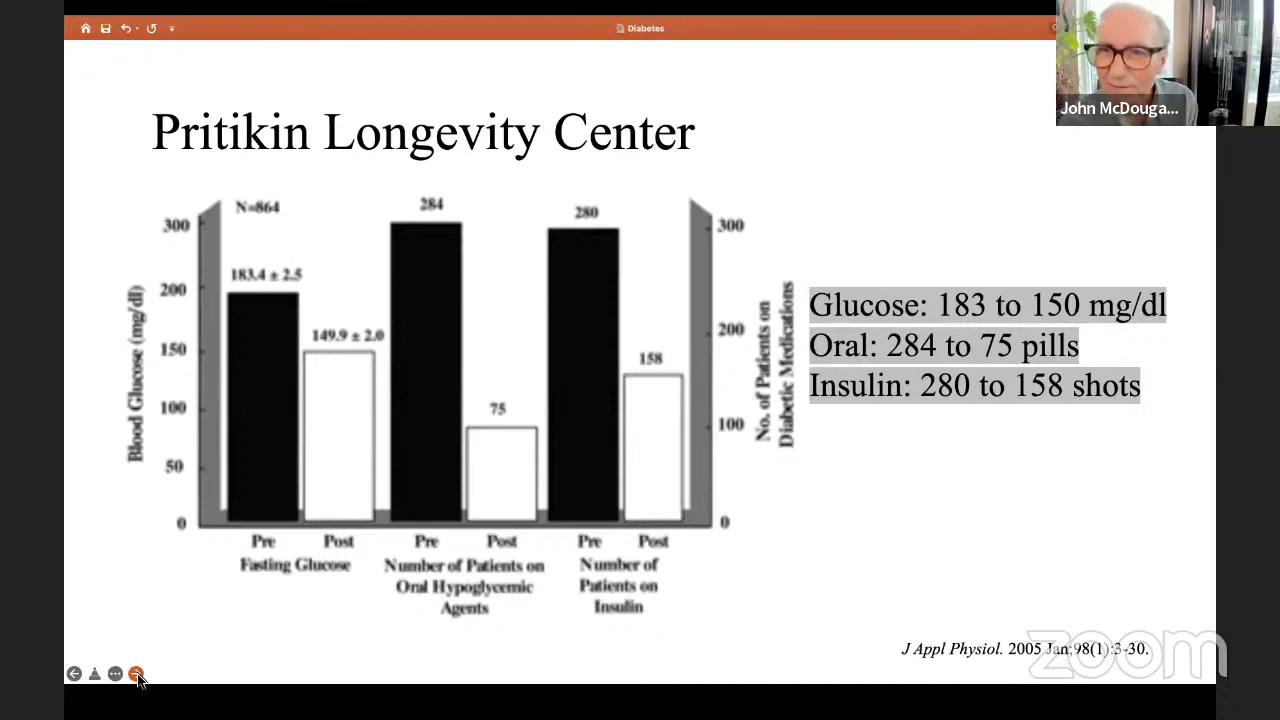 Diabetes
John McDouga...
Pritikin Longevity Center
N=864
300
200
150
100
50
0
Blood Glucose (mg/dl)
183.4 ± 2.5
149.9 ± 2.0
284
75
280
158
300
200
100
0
No. of Patients on
Diabetic Medications
Pre
Post
Pre
Post
Pre
Post
Fasting Glucose
Number of Patients on
Oral Hypoglycemic
Agents
Number of
Patients on
Insulin
Glucose: 183 to 150 mg/dl
Oral: 284 to 75 pills
Insulin: 280 to 158 shots
J Appl Physiol. 2005 Jan;98(1):3-30.
zoom